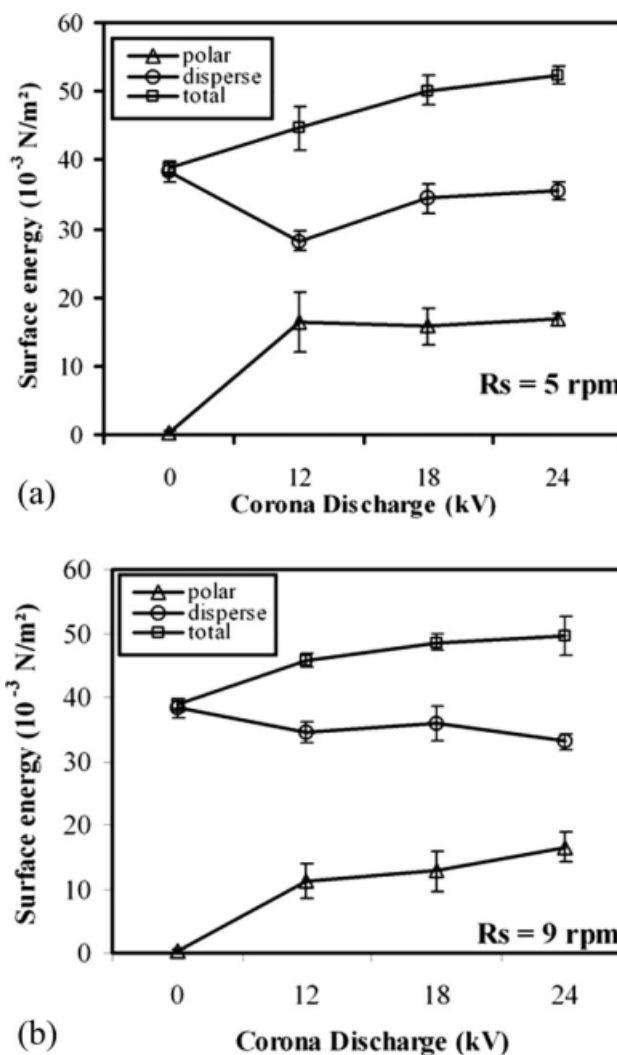 60
50
40
30
20
10
0
Surface energy (10⁻³ N/m²)
polar
disperse
total
Rs = 5 rpm
0 12 18 24
(a)
Corona Discharge (kV)
60
50
40
30
20
10
0
Surface energy (10⁻³ N/m²)
polar
disperse
total
Rs = 9 rpm
0 12 18 24
(b)
Corona Discharge (kV)